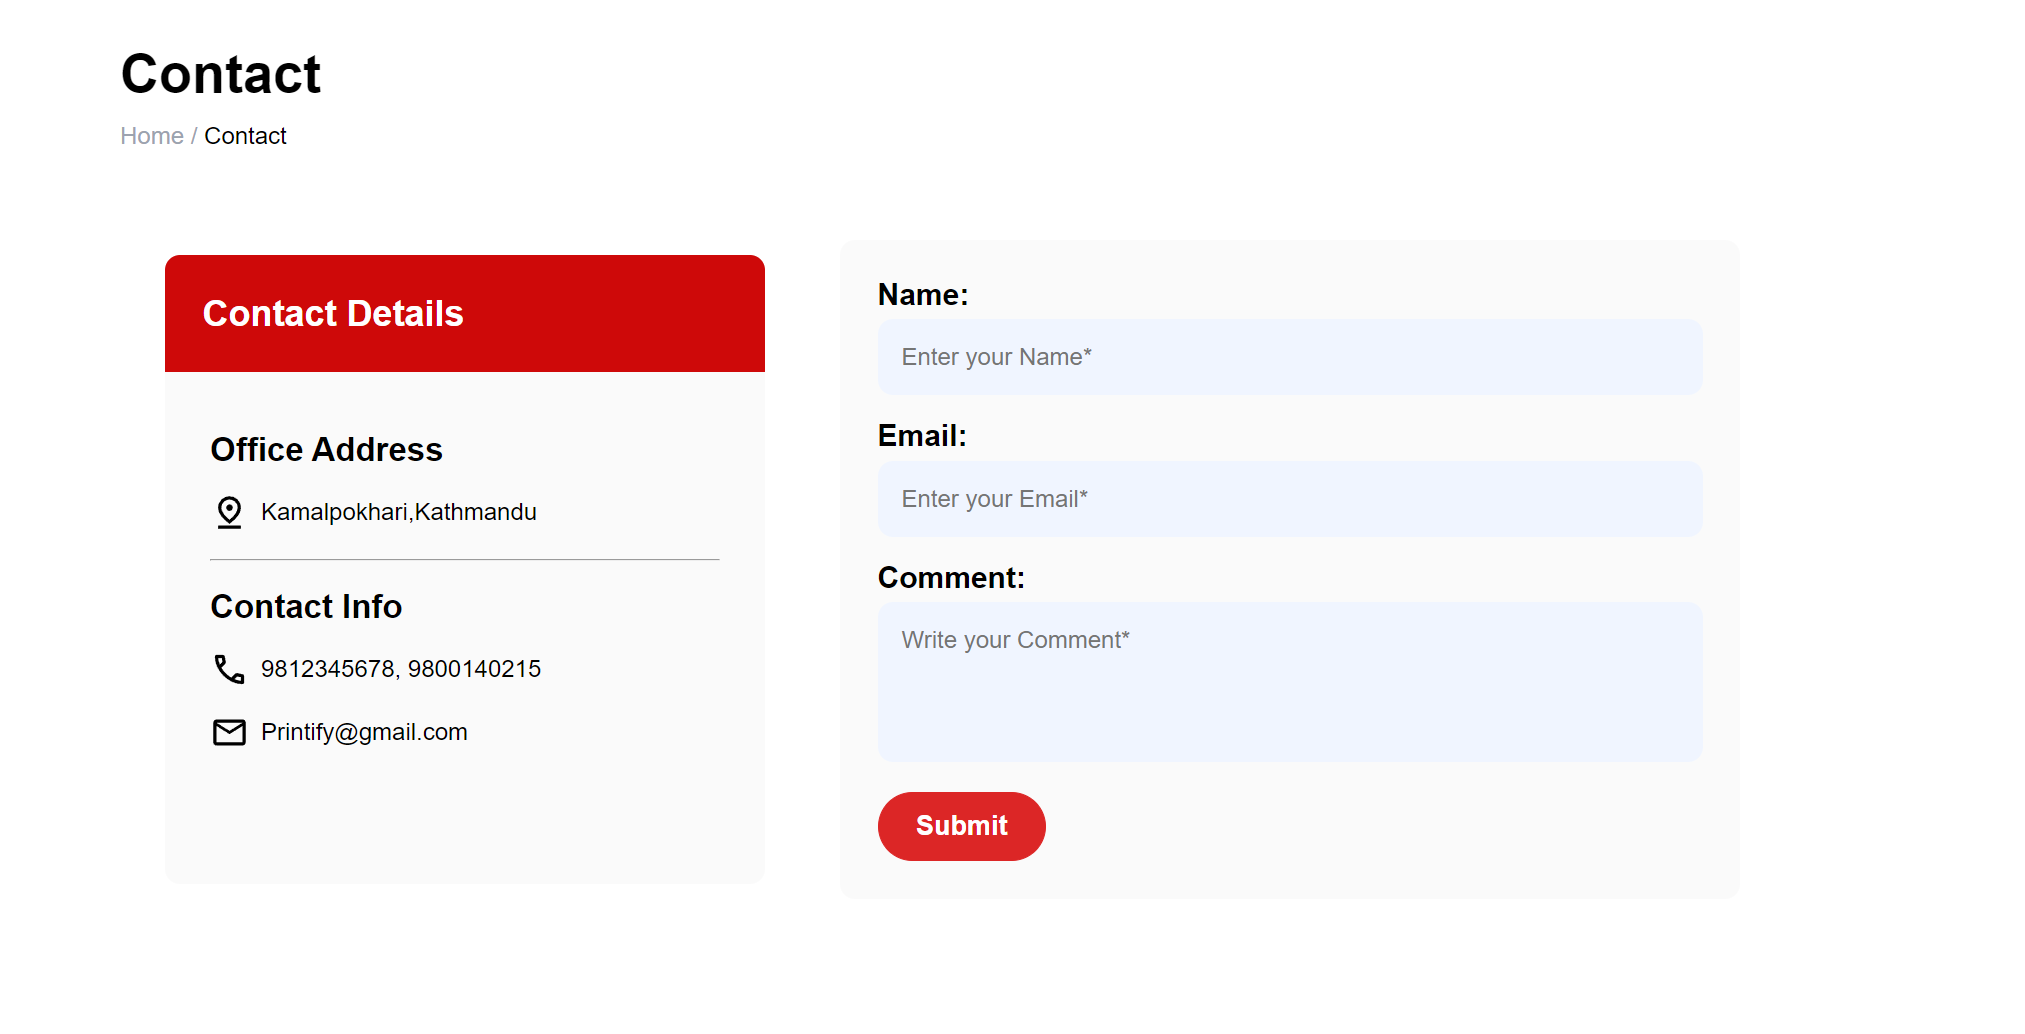 Contact
Home / Contact
Contact Details
Office Address
Kamalpokhari,Kathmandu
Contact Info
9812345678, 9800140215
Printify@gmail.com
Name:
Enter your Name*
Email:
Enter your Email*
Comment:
Write your Comment*
Submit